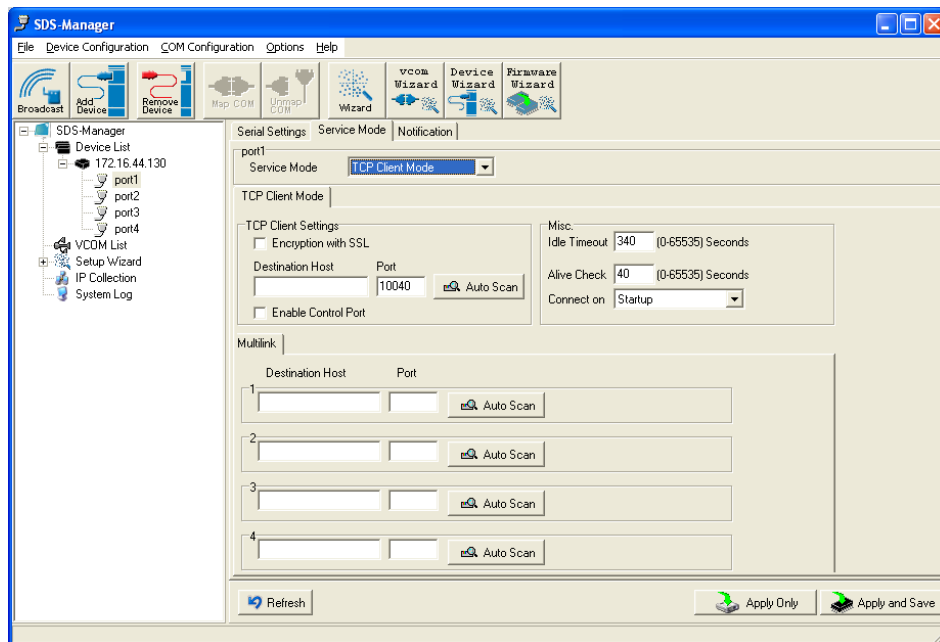 SDS-Manager
File Device Configuration COM Configuration Options Help
Broadcast
Add Device
Remove Device
Map COM
Unmap COM
Wizard
vcom Wizard
Device Wizard
Firmware Wizard
SDS-Manager
Device List
172.16.44.130
port1
port2
port3
port4
VCOM List
Setup Wizard
IP Collection
System Log
Serial Settings Service Mode Notification
port1
Service Mode TCP Client Mode
TCP Client Mode
TCP Client Settings
Encryption with SSL
Destination Host Port
10040 Auto Scan
Enable Control Port
Misc.
Idle Timeout 340 (0-65535) Seconds
Alive Check 40 (0-65535) Seconds
Connect on Startup
Multilink
Destination Host Port
1 Auto Scan
2 Auto Scan
3 Auto Scan
4 Auto Scan
Refresh Apply Only Apply and Save